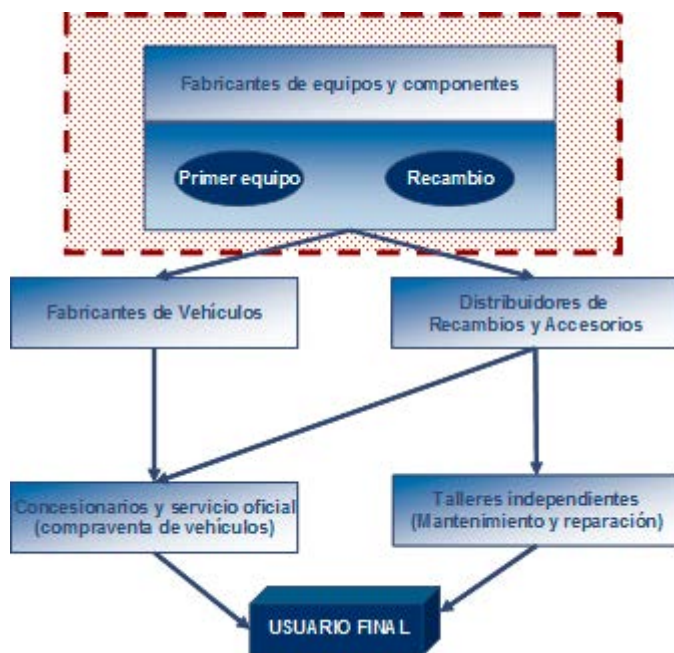 Fabricantes de equipos y componentes
Primer equipo
Recambio
Fabricantes de Vehículos
Distribuidores de
Recambios y Accesorios
Concesionarios y servicio oficial
(compraventa de vehículos)
Talleres independientes
(Mantenimiento y reparación)
USUARIO FINAL